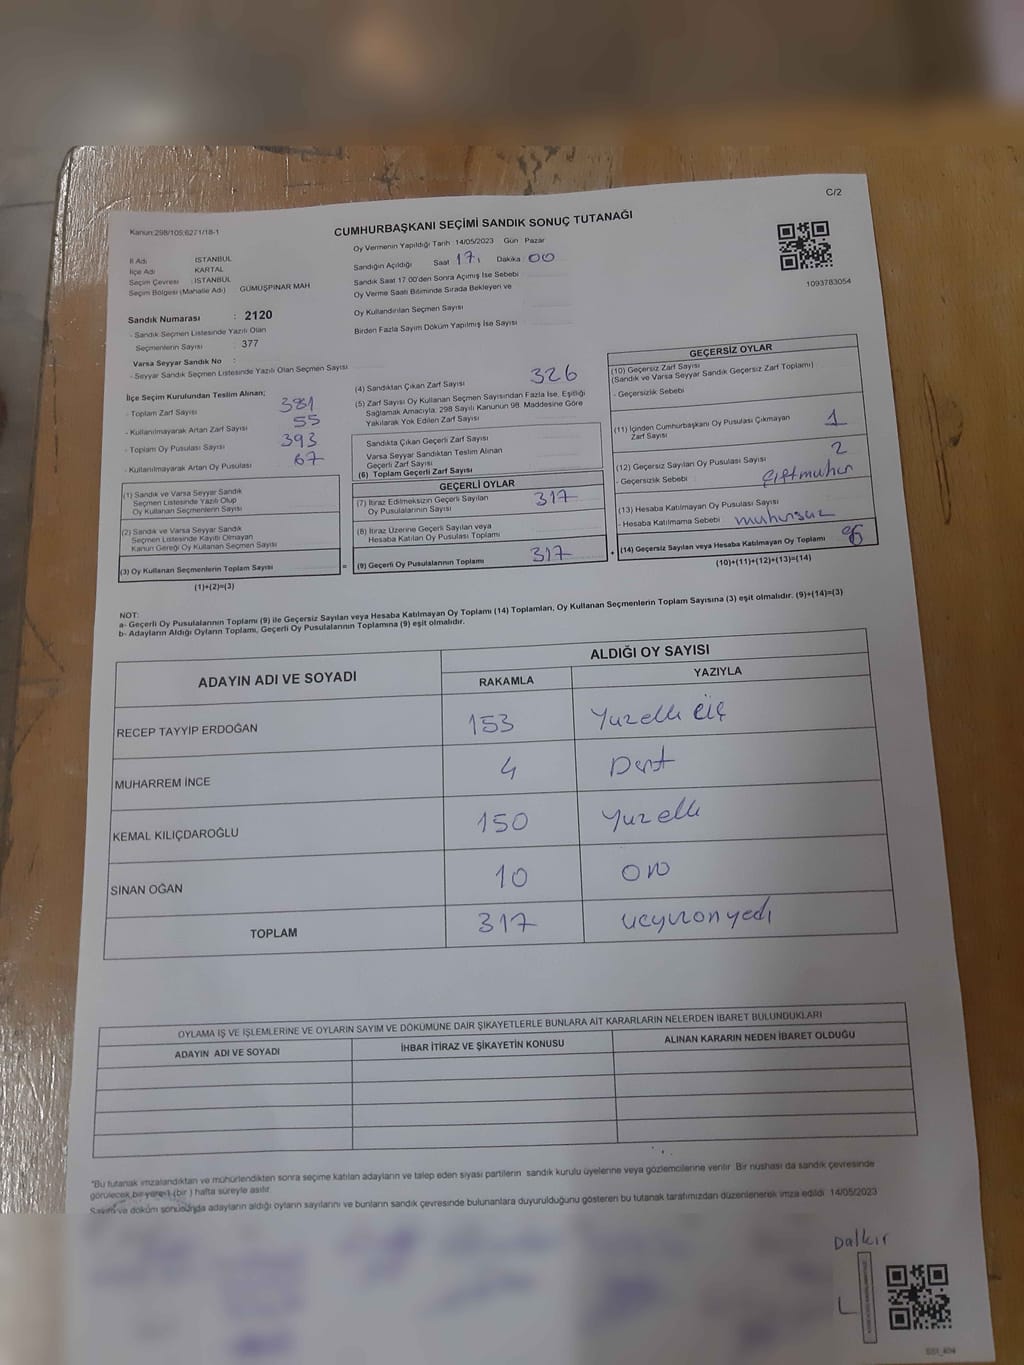 C/2
Kanun:298/105;6271/18-1
CUMHURBAŞKANI SEÇİMİ SANDIK SONUÇ TUTANAĞI
Oy Vermenin Yapıldığı Tarih 14/05/2023 Gün Pazar
İl Adı : İSTANBUL
İlçe Adı : KARTAL
Seçim Çevresi : İSTANBUL
Seçim Bölgesi (Mahalle Adı) GÜMÜŞPINAR MAH
Sandığın Açıldığı Saat 17 Dakika 00
Sandık Saat 17:00'den Sonra Açımış İse Sebebi
Oy Verme Saati Bitiminde Sırada Bekleyen ve
Oy Kullandırılan Seçmen Sayısı
Birden Fazla Sayım Döküm Yapılmış İse Sayısı
1093783054
Sandık Numarası : 2120
- Sandık Seçmen Listesinde Yazılı Olan
Seçmenlerin Sayısı : 377
Varsa Seyyar Sandık No :
- Seyyar Sandık Seçmen Listesinde Yazılı Olan Seçmen Sayısı
İlçe Seçim Kurulundan Teslim Alınan;
- Toplam Zarf Sayısı 381
- Kullanılmayarak Artan Zarf Sayısı 55
- Toplam Oy Pusulası Sayısı 393
- Kullanılmayarak Artan Oy Pusulası 67
(1) Sandık ve Varsa Seyyar Sandık
Seçmen Listesinde Yazılı Olup
Oy Kullanan Seçmenlerin Sayısı
(2) Sandık ve Varsa Seyyar Sandık
Seçmen Listesinde Kayıtlı Olmayan
Kanun Gereği Oy Kullanan Seçmen Sayısı
(3) Oy Kullanan Seçmenlerin Toplam Sayısı
(1)+(2)=(3)
(4) Sandıktan Çıkan Zarf Sayısı 326
(5) Zarf Sayısı Oy Kullanan Seçmen Sayısından Fazla İse, Eşitliği
Sağlamak Amacıyla; 298 Sayılı Kanunun 98. Maddesine Göre
Yakılarak Yok Edilen Zarf Sayısı
Sandıkta Çıkan Geçerli Zarf Sayısı
Varsa Seyyar Sandıktan Teslim Alınan
Geçerli Zarf Sayısı
(6) Toplam Geçerli Zarf Sayısı
GEÇERLİ OYLAR
(7) İtiraz Edilmeksizin Geçerli Sayılan
Oy Pusulalarının Sayısı 317
(8) İtiraz Üzerine Geçerli Sayılan veya
Hesaba Katılan Oy Pusulası Toplamı
(9) Geçerli Oy Pusulalarının Toplamı 317
GEÇERSİZ OYLAR
(10) Geçersiz Zarf Sayısı
(Sandık ve Varsa Seyyar Sandık Geçersiz Zarf Toplamı)
- Geçersizlik Sebebi
(11) İçinden Cumhurbaşkanı Oy Pusulası Çıkmayan
Zarf Sayısı 1
(12) Geçersiz Sayılan Oy Pusulası Sayısı 2
- Geçersizlik Sebebi çiftmuhur
(13) Hesaba Katılmayan Oy Pusulası Sayısı
- Hesaba Katılmama Sebebi muhursuz
(14) Geçersiz Sayılan veya Hesaba Katılmayan Oy Toplamı
(10)+(11)+(12)+(13)=(14)
NOT:
a- Geçerli Oy Pusulalarının Toplamı (9) ile Geçersiz Sayılan veya Hesaba Katılmayan Oy Toplamı (14) Toplamları, Oy Kullanan Seçmenlerin Toplam Sayısına (3) eşit olmalıdır. (9)+(14)=(3)
b- Adayların Aldığı Oyların Toplamı, Geçerli Oy Pusulalarının Toplamına (9) eşit olmalıdır.
ADAYIN ADI VE SOYADI
ALDIĞI OY SAYISI
RAKAMLA YAZIYLA
RECEP TAYYİP ERDOĞAN 153 Yuzelli üç
MUHARREM İNCE 4 Dört
KEMAL KILIÇDAROĞLU 150 Yuzelli
SİNAN OĞAN 10 on
TOPLAM 317 ucyuzonyedi
OYLAMA İŞ VE İŞLEMLERİNE VE OYLARIN SAYIM VE DÖKÜMÜNE DAİR ŞİKAYETLERLE BUNLARA AİT KARARLARIN NELERDEN İBARET BULUNDUKLARI
ADAYIN ADI VE SOYADI İHBAR İTİRAZ VE ŞİKAYETİN KONUSU ALINAN KARARIN NEDEN İBARET OLDUĞU
"Bu tutanak imzalandıktan ve mühürlendikten sonra seçime katılan adayların ve talep eden siyasi partilerin sandık kurulu üyelerine veya gözlemcilerine verilir. Bir nüshası da sandık çevresinde
görülecek bir yere 1 (bir ) hafta süreyle asılır.
Sayım ve döküm sonucunda adayların aldığı oyların sayılarını ve bunların sandık çevresinde bulunanlara duyurulduğunu gösteren bu tutanak tarafımızdan düzenlenerek imza edildi. 14/05/2023
Dalkır